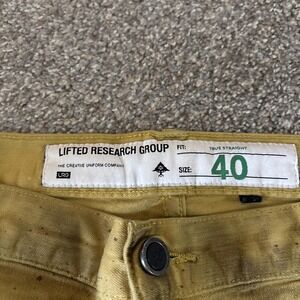 LIFTED RESEARCH GROUP
THE CREATIVE UNIFORM COMPANY
LRG
FIT: TRUE STRAIGHT
SIZE: 40